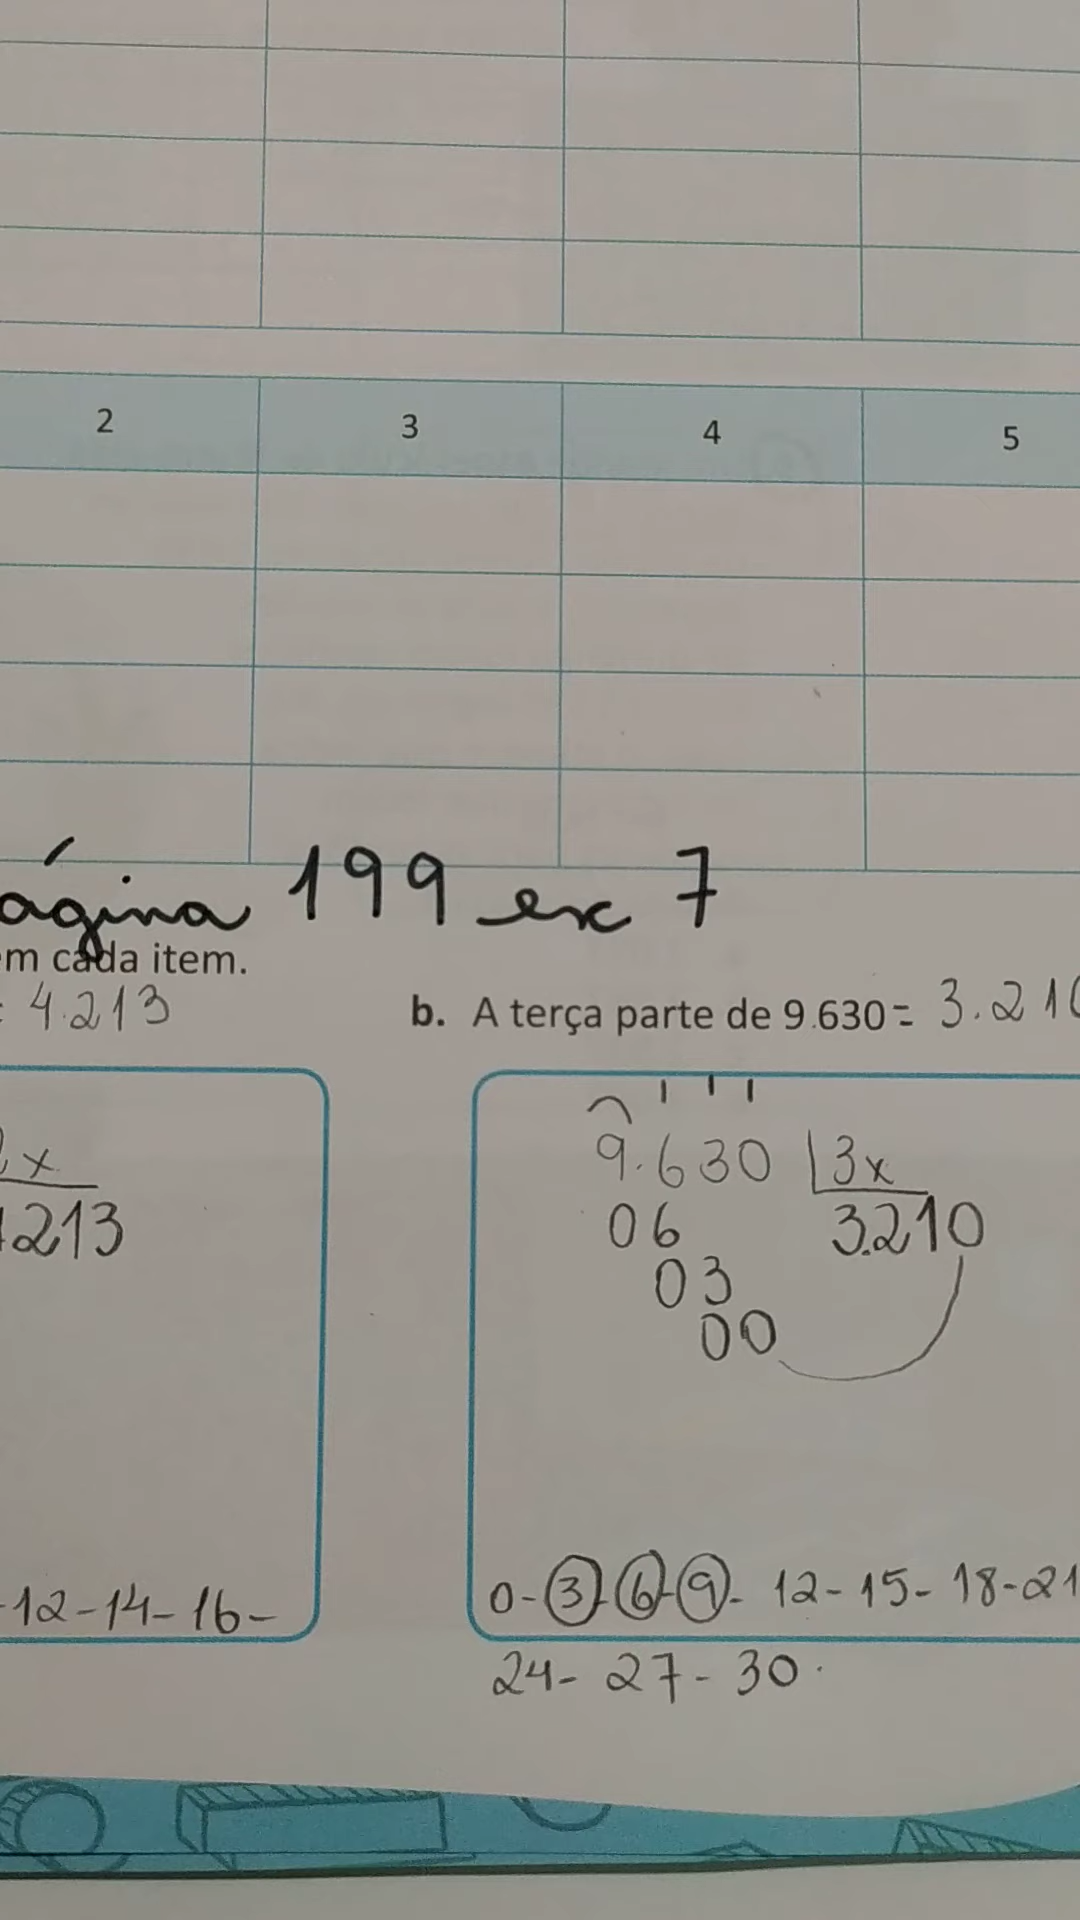 2 3 4 5
ágina 199 ex 7
m cada item.
= 4.213
b. A terça parte de 9.630 = 3.210
x
213
9.630 3x
06 3.210
03
00
-12-14-16-
0-3-6-9- 12-15-18-21
24-27-30.